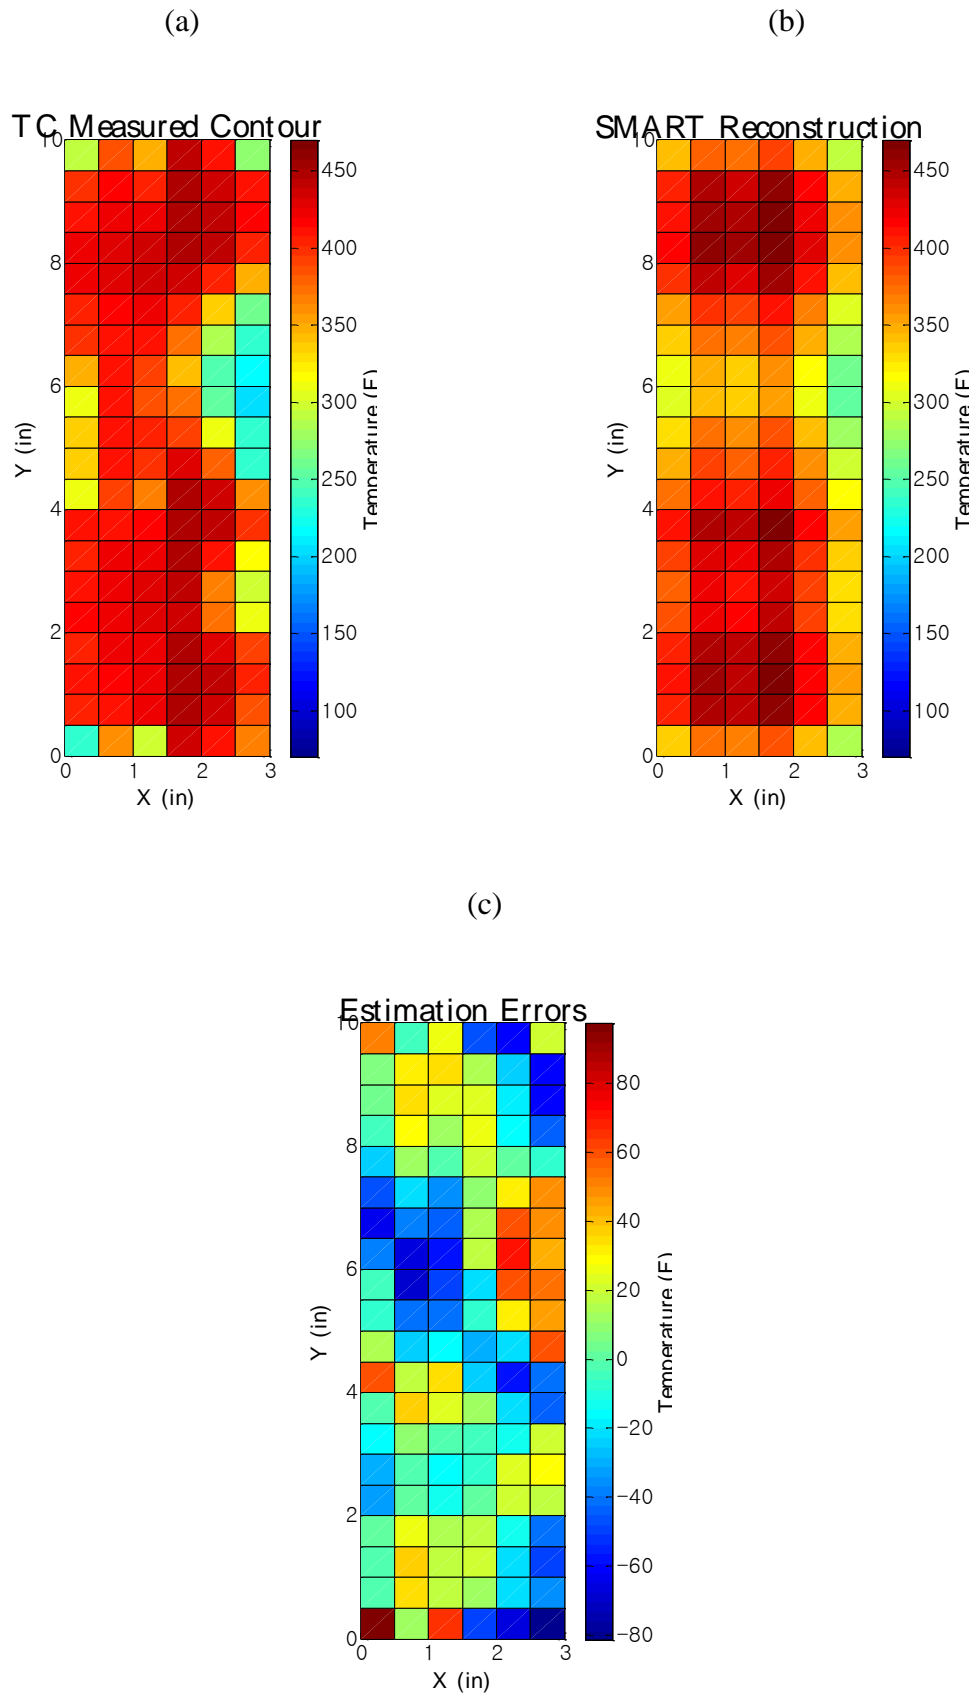 (a)
(b)
TC Measured Contour
10
8
6
4
2
0
0 1 2 3
X (in)
Y (in)
450
400
350
300
250
200
150
100
Temperature (F)
SMART Reconstruction
10
8
6
4
2
0
0 1 2 3
X (in)
Y (in)
450
400
350
300
250
200
150
100
Temperature (F)
(c)
Estimation Errors
10
8
6
4
2
0
0 1 2 3
X (in)
Y (in)
80
60
40
20
0
−20
−40
−60
−80
Temperature (F)